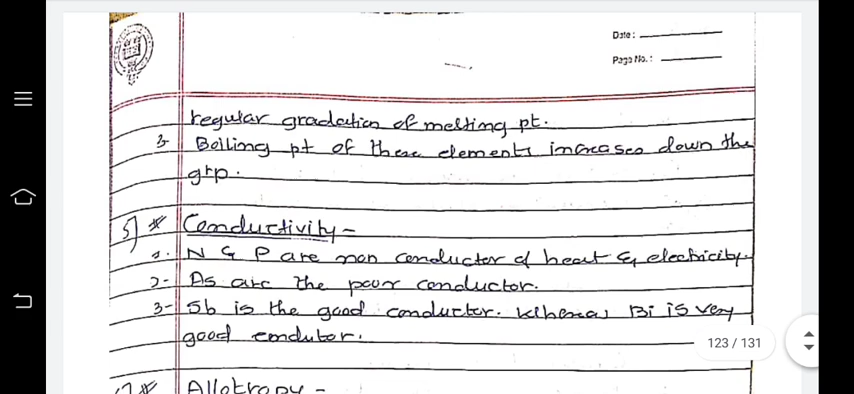 Date :
Page No. :
regular gradation of melting pt.
3- Boiling pt of these elements increases down the
grp.
5] * Conductivity -
1. N & P are non conductor of heat & electricity.
2- As are the poor conductor.
3- Sb is the good conductor. Whereas Bi is very
good condutor.
123 / 131
* Allotropy -